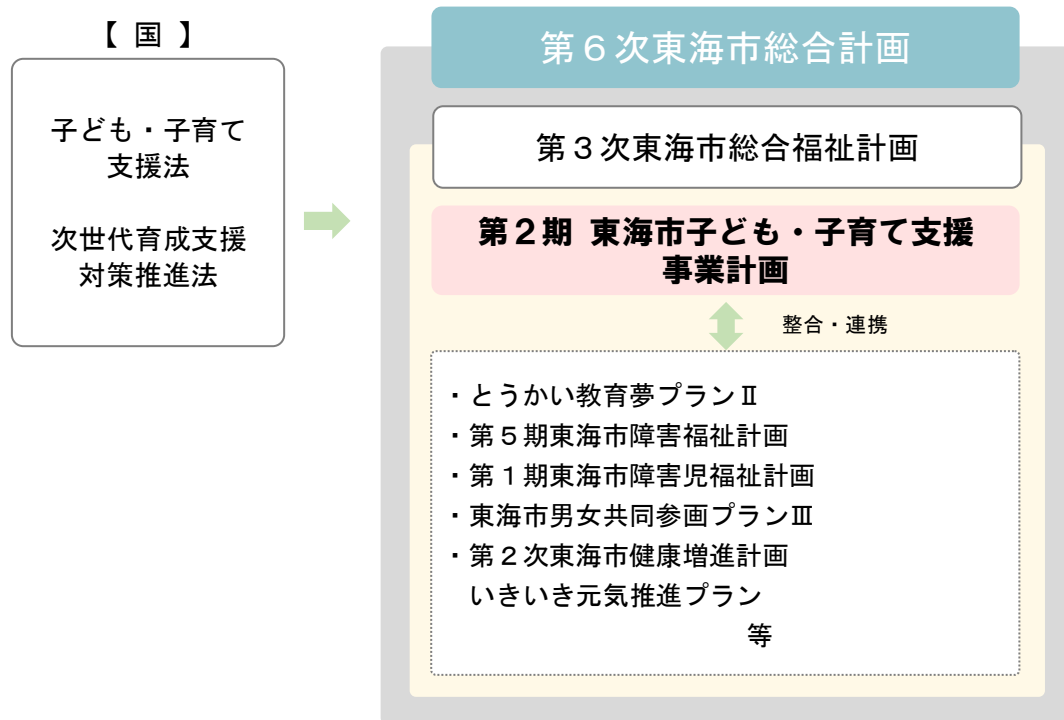 【 国 】
子ども・子育て
支援法
次世代育成支援
対策推進法
第６次東海市総合計画
第３次東海市総合福祉計画
第２期 東海市子ども・子育て支援
事業計画
整合・連携
・とうかい教育夢プランⅡ
・第５期東海市障害福祉計画
・第１期東海市障害児福祉計画
・東海市男女共同参画プランⅢ
・第２次東海市健康増進計画
いきいき元気推進プラン
等